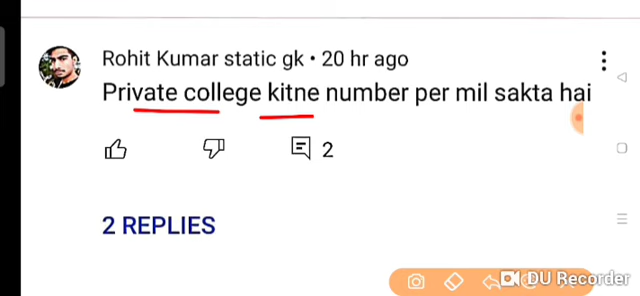 Rohit Kumar static gk • 20 hr ago
Private college kitne number per mil sakta hai
2
2 REPLIES
DU Recorder